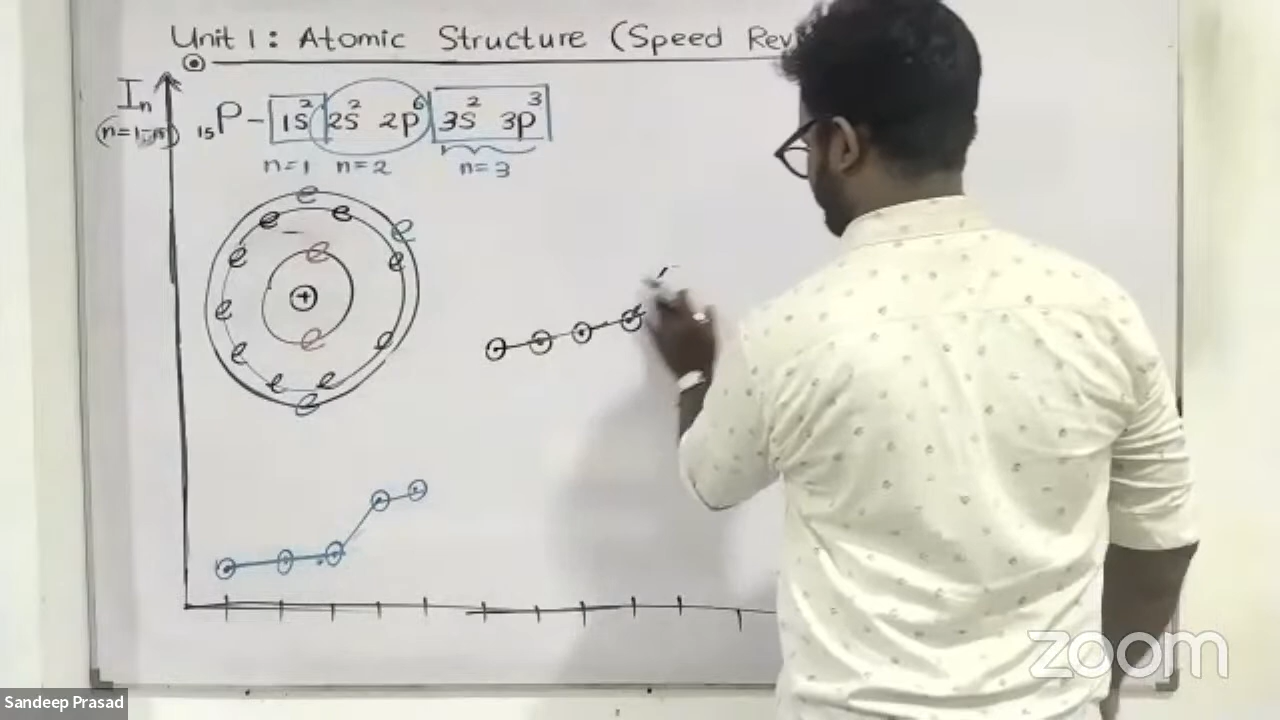 Unit 1 : Atomic Structure (Speed Rev
In
(n=1-15)
15P - 1s2 2s2 2p6 3s2 3p3
n=1 n=2 n=3
e
e e e
e e e
+
e e
e e
e e
e
zoom
Sandeep Prasad